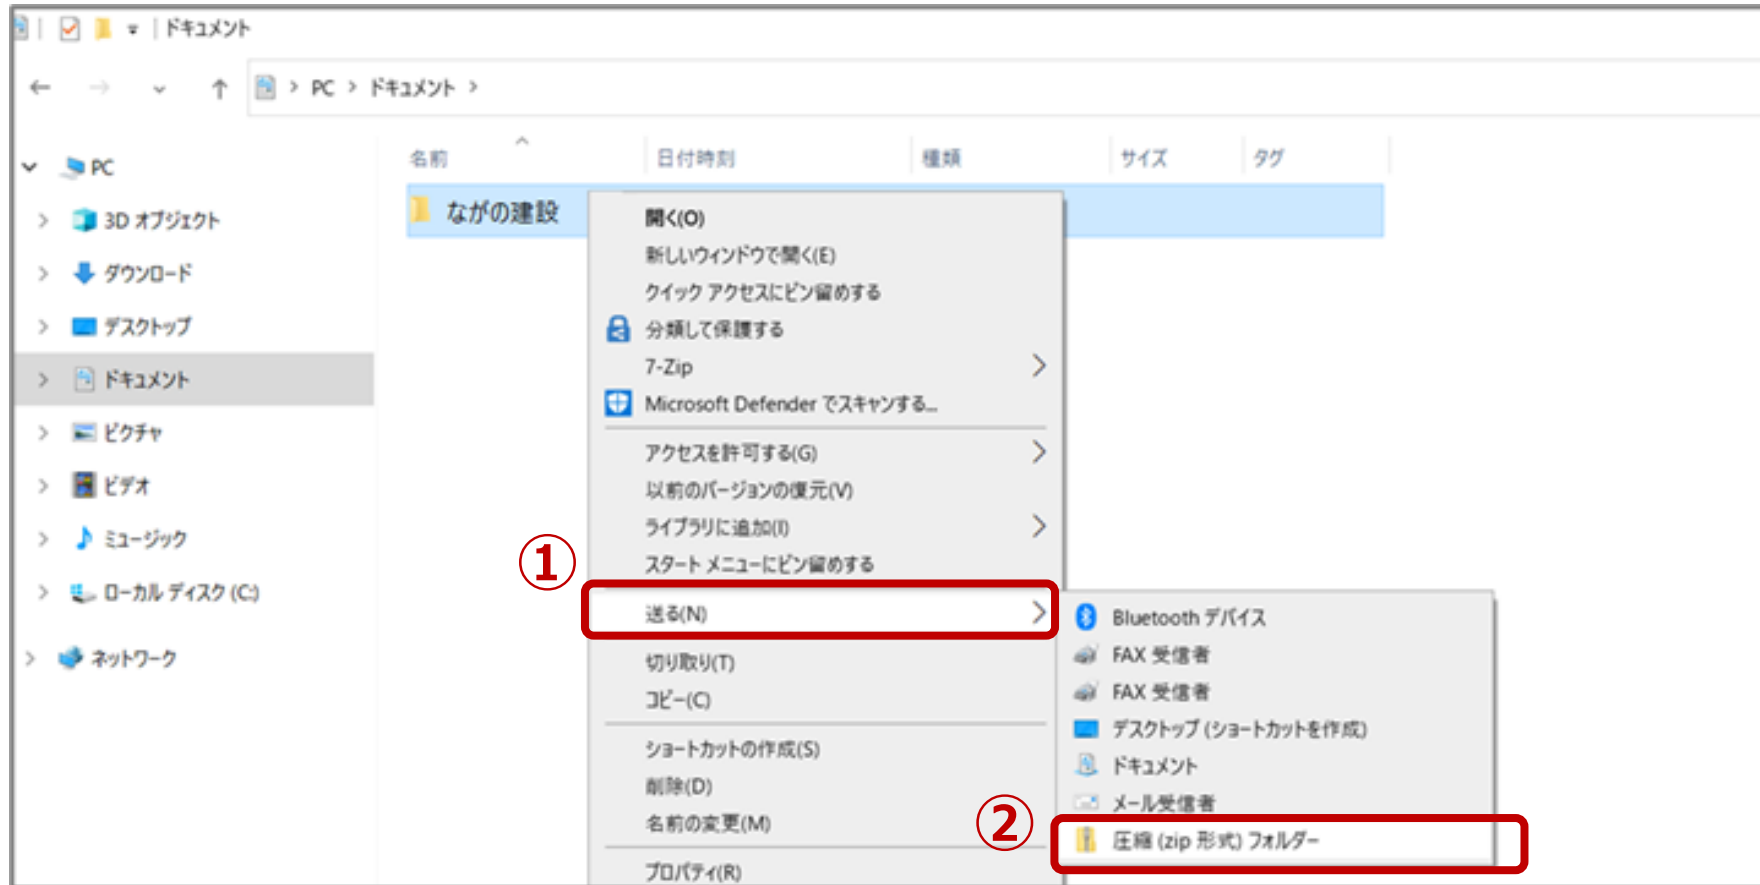 ドキュメント
PC > ドキュメント >
名前 日付時刻 種類 サイズ タグ
PC
3D オブジェクト
ダウンロード
デスクトップ
ドキュメント
ピクチャ
ビデオ
ミュージック
ローカル ディスク (C:)
ネットワーク
ながの建設
開く(O)
新しいウィンドウで開く(E)
クイック アクセスにピン留めする
分類して保護する
7-Zip
Microsoft Defender でスキャンする...
アクセスを許可する(G)
以前のバージョンの復元(V)
ライブラリに追加(I)
スタート メニューにピン留めする
①
送る(N)
切り取り(T)
コピー(C)
ショートカットの作成(S)
削除(D)
名前の変更(M)
プロパティ(R)
Bluetooth デバイス
FAX 受信者
FAX 受信者
デスクトップ (ショートカットを作成)
ドキュメント
メール受信者
②
圧縮 (zip 形式) フォルダー